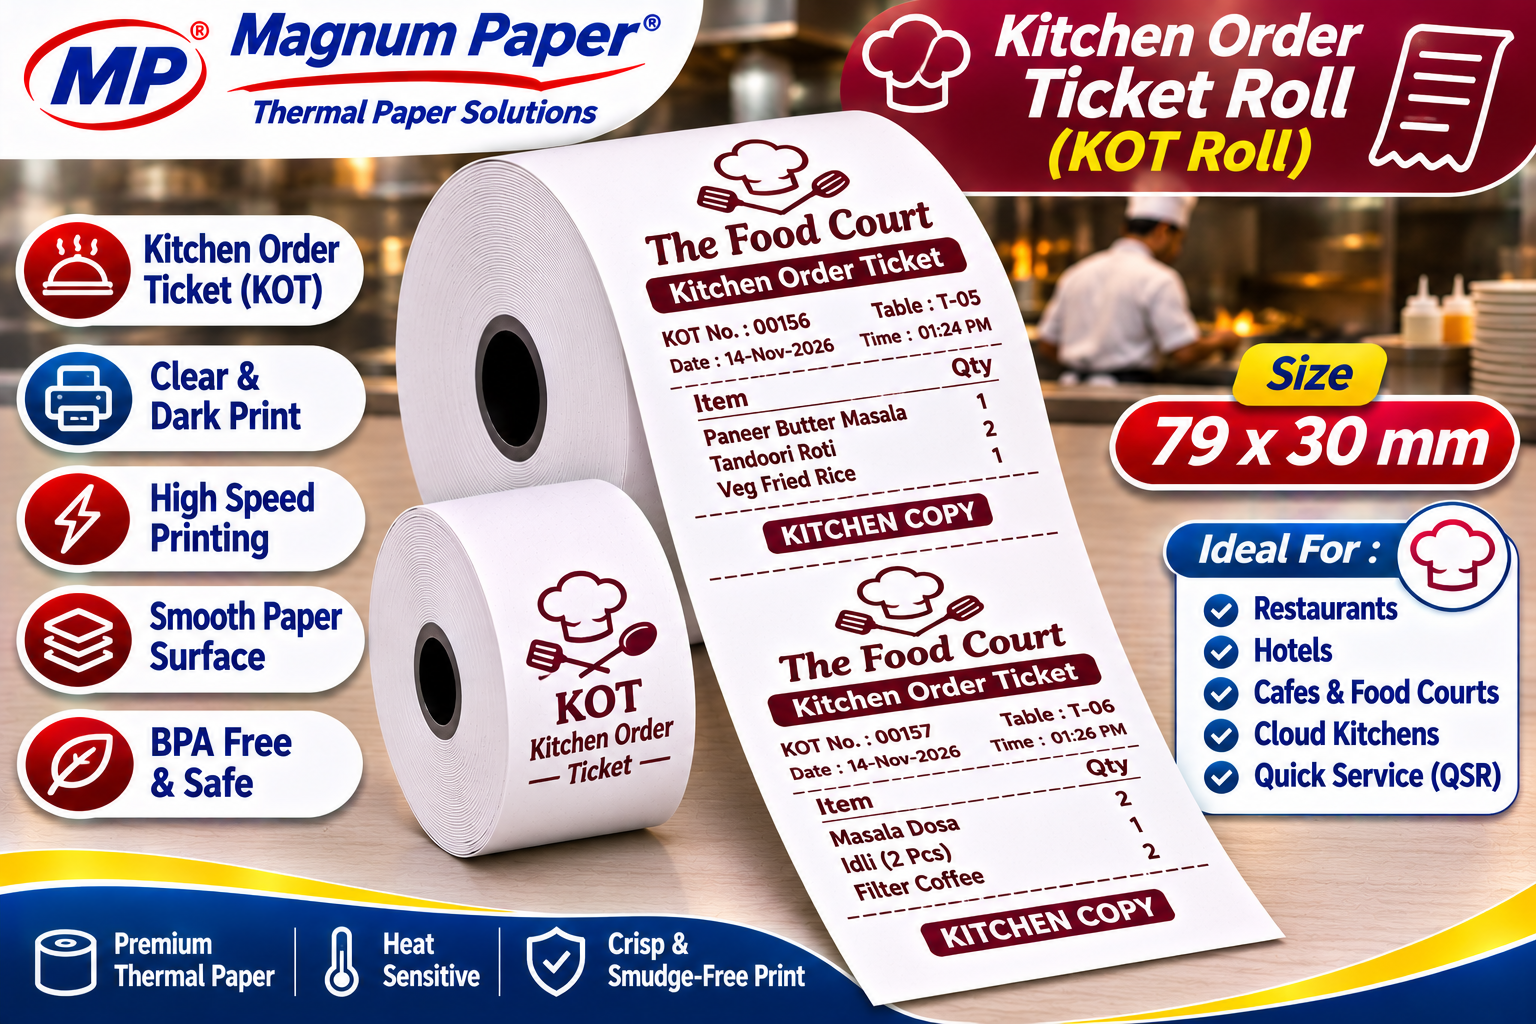 MP®
Magnum Paper®
Thermal Paper Solutions
Kitchen Order
Ticket Roll
(KOT Roll)
Kitchen Order
Ticket (KOT)
Clear &
Dark Print
High Speed
Printing
Smooth Paper
Surface
BPA Free
& Safe
The Food Court
Kitchen Order Ticket
KOT No. : 00156
Table : T-05
Date : 14-Nov-2026
Time : 01:24 PM
Item Qty
Paneer Butter Masala 1
Tandoori Roti 2
Veg Fried Rice 1
KITCHEN COPY
The Food Court
Kitchen Order Ticket
KOT No. : 00157
Table : T-06
Date : 14-Nov-2026
Time : 01:26 PM
Item Qty
Masala Dosa 2
Idli (2 Pcs) 1
Filter Coffee 2
KITCHEN COPY
KOT
Kitchen Order
— Ticket —
Size
79 x 30 mm
Ideal For :
Restaurants
Hotels
Cafes & Food Courts
Cloud Kitchens
Quick Service (QSR)
Premium
Thermal Paper
Heat
Sensitive
Crisp &
Smudge-Free Print